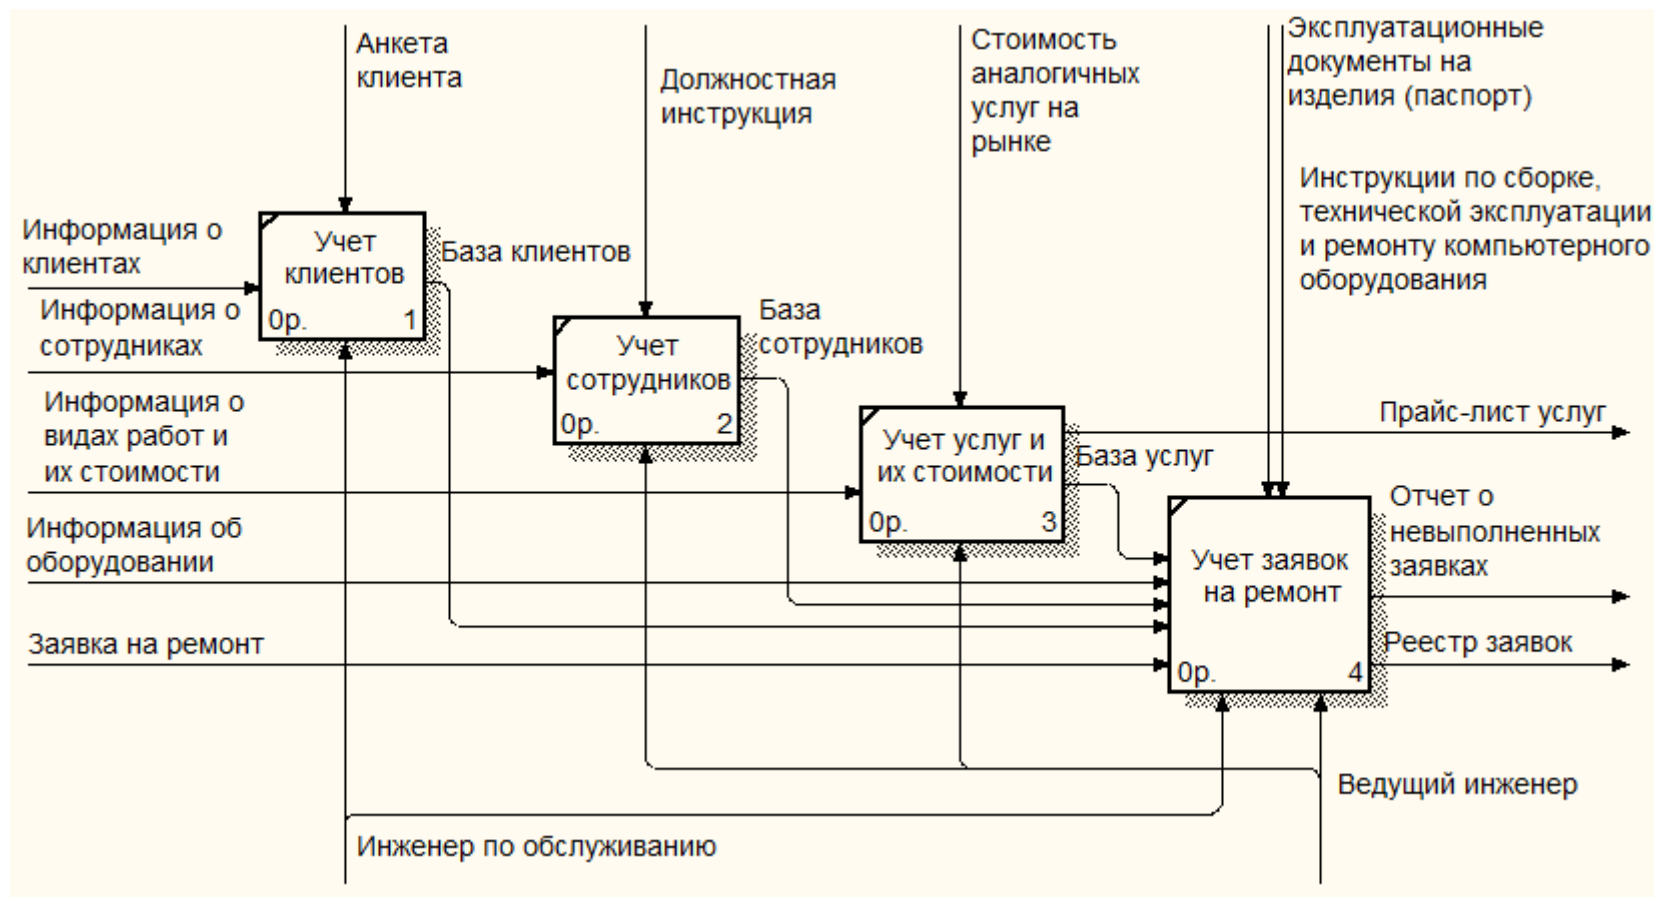 Анкета
клиента
Должностная
инструкция
Стоимость
аналогичных
услуг на
рынке
Эксплуатационные
документы на
изделия (паспорт)
Инструкции по сборке,
технической эксплуатации
и ремонту компьютерного
оборудования
Информация о
клиентах
Учет
клиентов
0р. 1
База клиентов
Информация о
сотрудниках
Учет
сотрудников
0р. 2
База
сотрудников
Информация о
видах работ и
их стоимости
Учет услуг и
их стоимости
0р. 3
Прайс-лист услуг
База услуг
Информация об
оборудовании
Заявка на ремонт
Учет заявок
на ремонт
0р. 4
Отчет о
невыполненных
заявках
Реестр заявок
Ведущий инженер
Инженер по обслуживанию